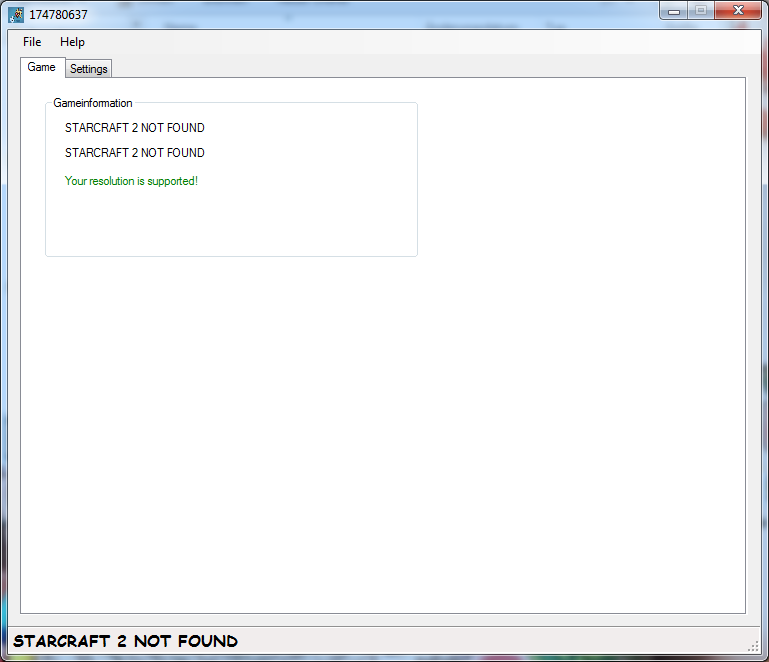 174780637
File Help
Game Settings
Gameinformation
STARCRAFT 2 NOT FOUND
STARCRAFT 2 NOT FOUND
Your resolution is supported!
STARCRAFT 2 NOT FOUND